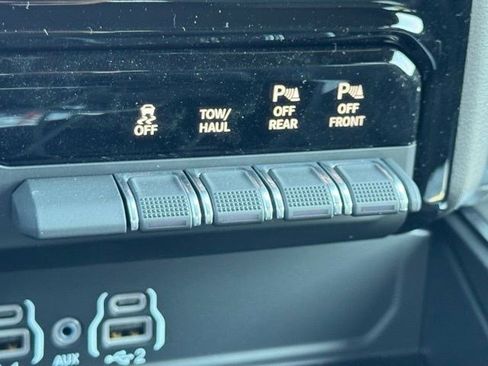 OFF
TOW/
HAUL
P
OFF
REAR
P
OFF
FRONT
AUX
2